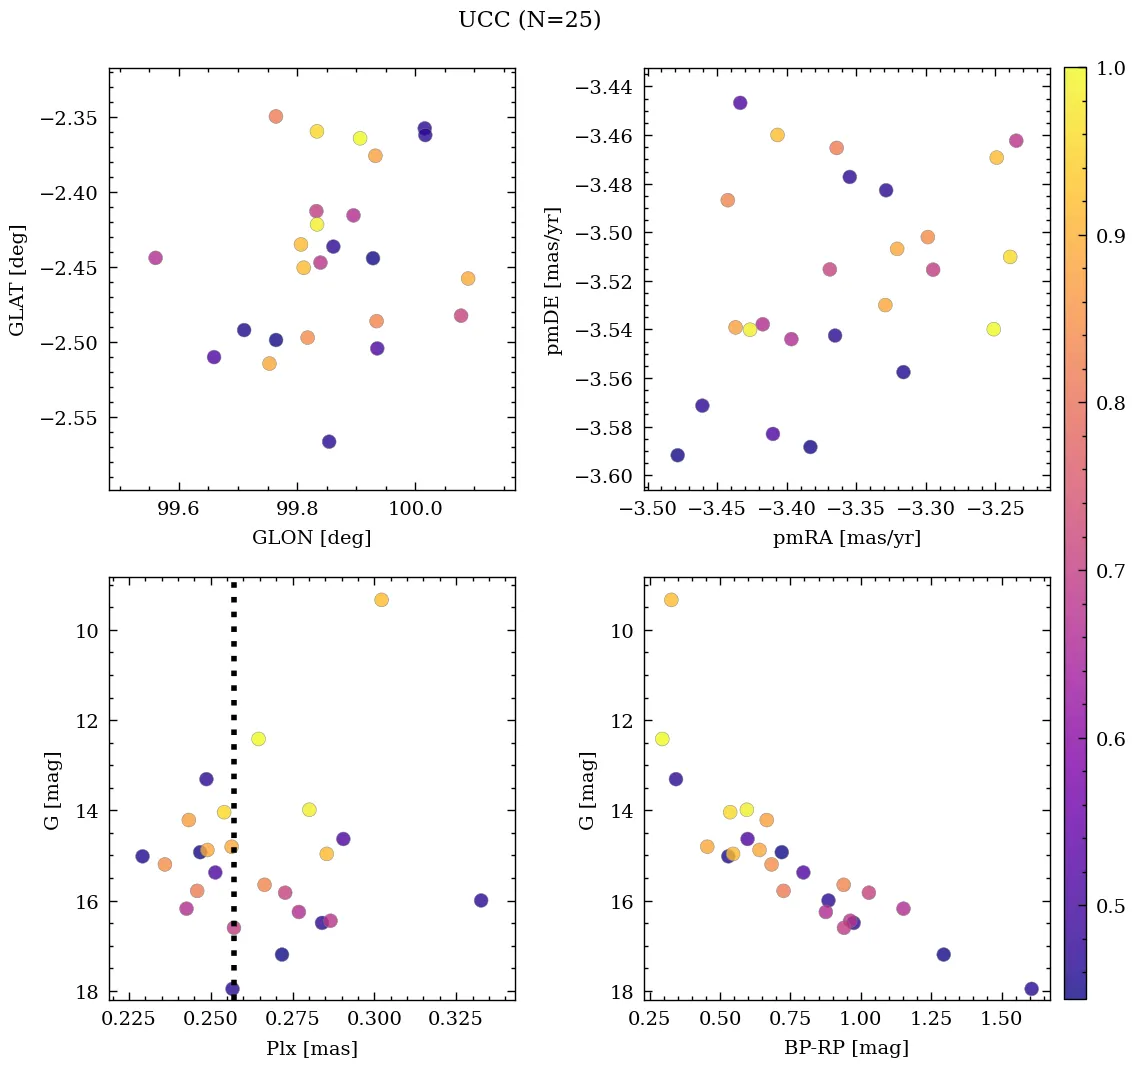 UCC (N=25)
−2.35
−2.40
−2.45
−2.50
−2.55
GLAT [deg]
99.6 99.8 100.0
GLON [deg]
−3.44
−3.46
−3.48
−3.50
−3.52
−3.54
−3.56
−3.58
−3.60
pmDE [mas/yr]
−3.50 −3.45 −3.40 −3.35 −3.30 −3.25
pmRA [mas/yr]
10
12
14
16
18
G [mag]
0.225 0.250 0.275 0.300 0.325
Plx [mas]
10
12
14
16
18
G [mag]
0.25 0.50 0.75 1.00 1.25 1.50
BP-RP [mag]
1.0
0.9
0.8
0.7
0.6
0.5